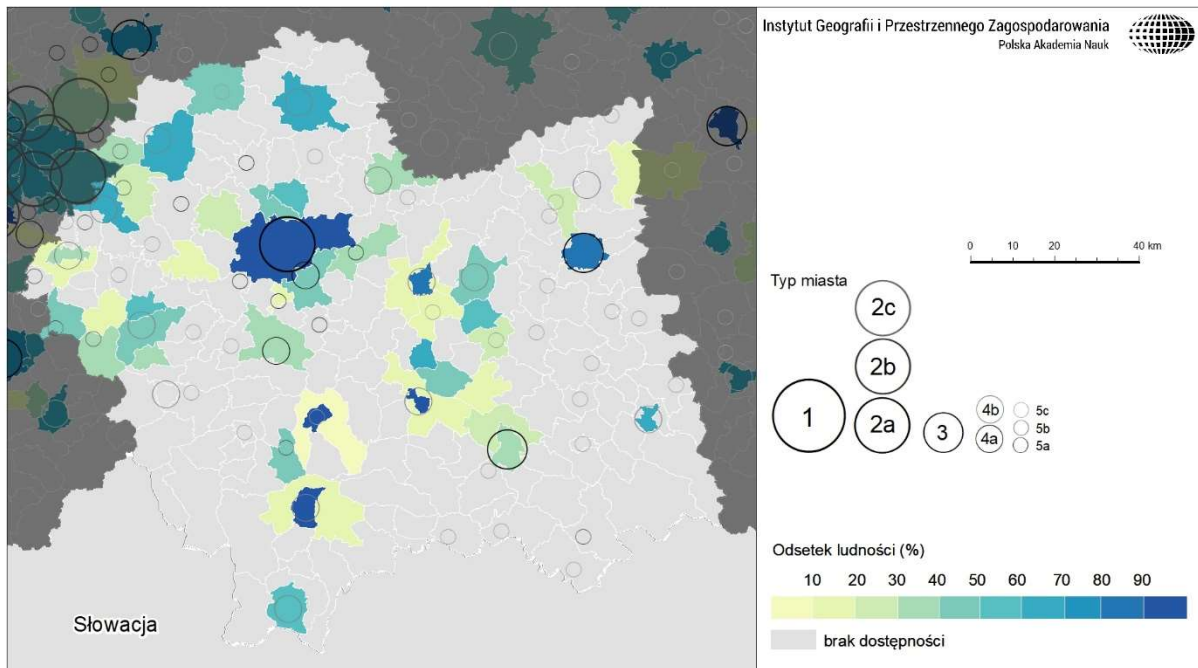 Instytut Geografii i Przestrzennego Zagospodarowania
Polska Akademia Nauk
0 10 20 40 km
Typ miasta
2c
2b
1
2a
3
4b
4a
5c
5b
5a
Odsetek ludności (%)
10 20 30 40 50 60 70 80 90
brak dostępności
Słowacja